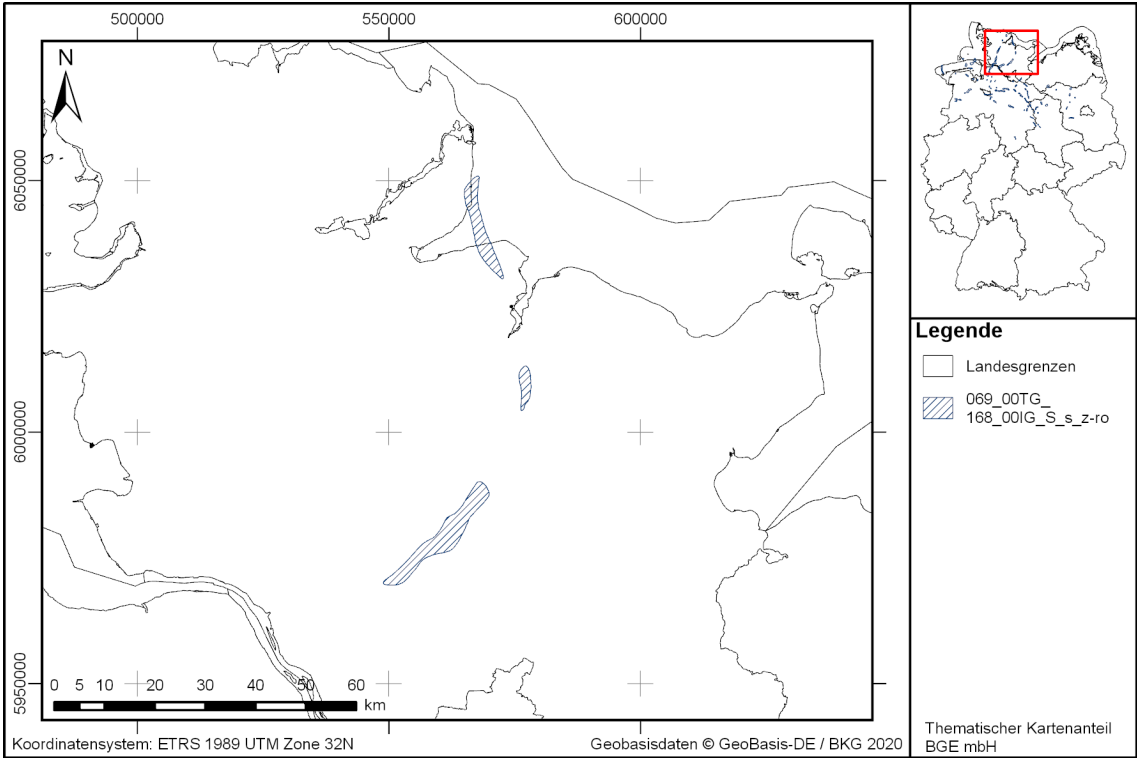 500000 550000 600000
N
6050000
6000000
5950000
0 5 10 20 30 40 50 60
km
Koordinatensystem: ETRS 1989 UTM Zone 32N
Geobasisdaten © GeoBasis-DE / BKG 2020
Legende
Landesgrenzen
069_00TG_
168_00IG_S_s_z-ro
Thematischer Kartenanteil
BGE mbH